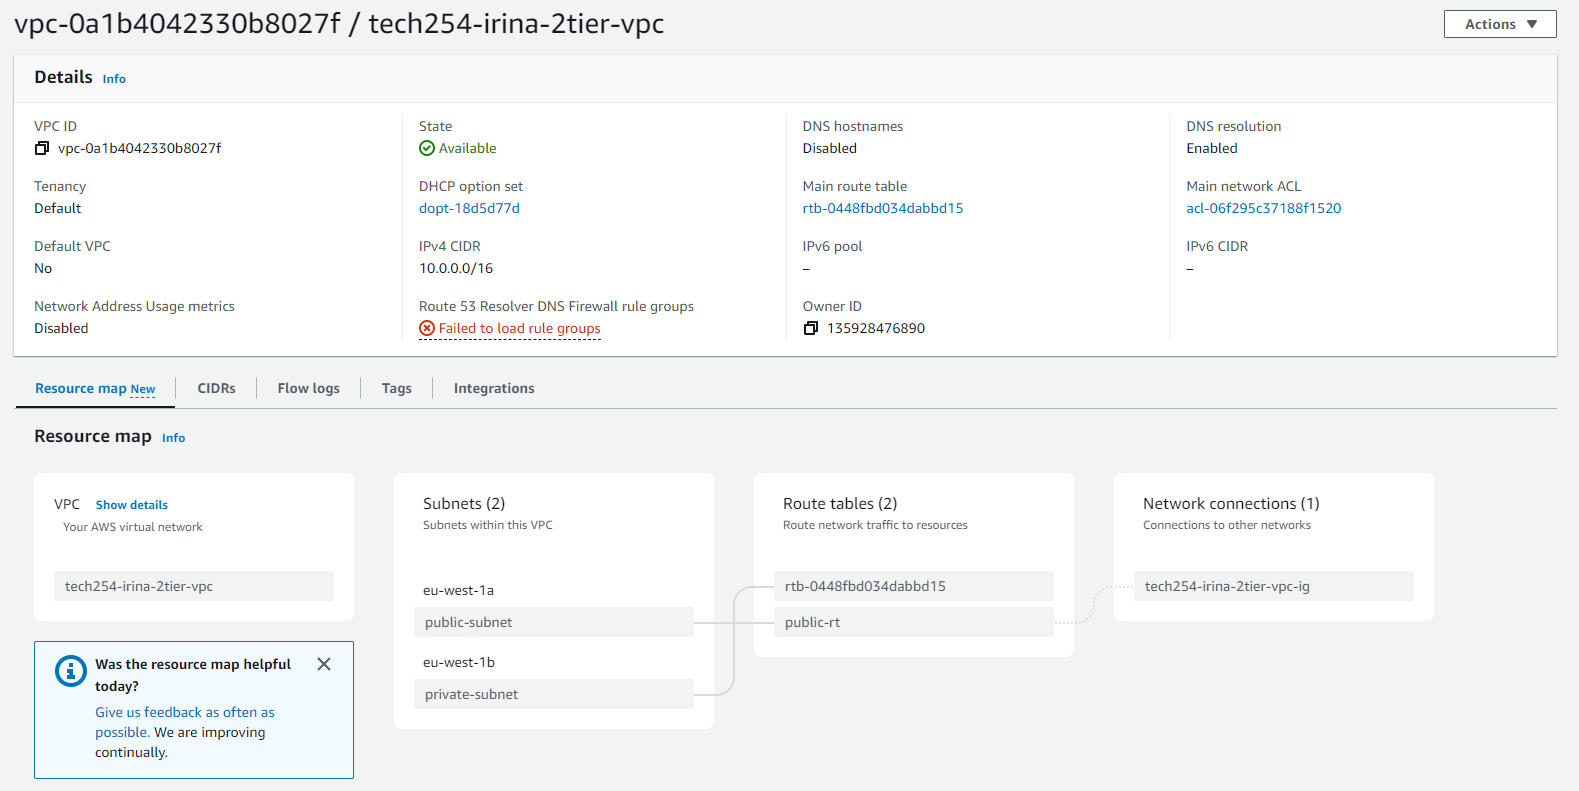 vpc-0a1b4042330b8027f / tech254-irina-2tier-vpc
Actions
Details Info
VPC ID
vpc-0a1b4042330b8027f
State
Available
DNS hostnames
Disabled
DNS resolution
Enabled
Tenancy
Default
DHCP option set
dopt-18d5d77d
Main route table
rtb-0448fbd034dabbd15
Main network ACL
acl-06f295c37188f1520
Default VPC
No
IPv4 CIDR
10.0.0.0/16
IPv6 pool
–
IPv6 CIDR
–
Network Address Usage metrics
Disabled
Route 53 Resolver DNS Firewall rule groups
Failed to load rule groups
Owner ID
135928476890
Resource map New
CIDRs
Flow logs
Tags
Integrations
Resource map Info
VPC Show details
Your AWS virtual network
tech254-irina-2tier-vpc
Subnets (2)
Subnets within this VPC
eu-west-1a
public-subnet
eu-west-1b
private-subnet
Route tables (2)
Route network traffic to resources
rtb-0448fbd034dabbd15
public-rt
Network connections (1)
Connections to other networks
tech254-irina-2tier-vpc-ig
Was the resource map helpful
today?
Give us feedback as often as
possible. We are improving
continually.